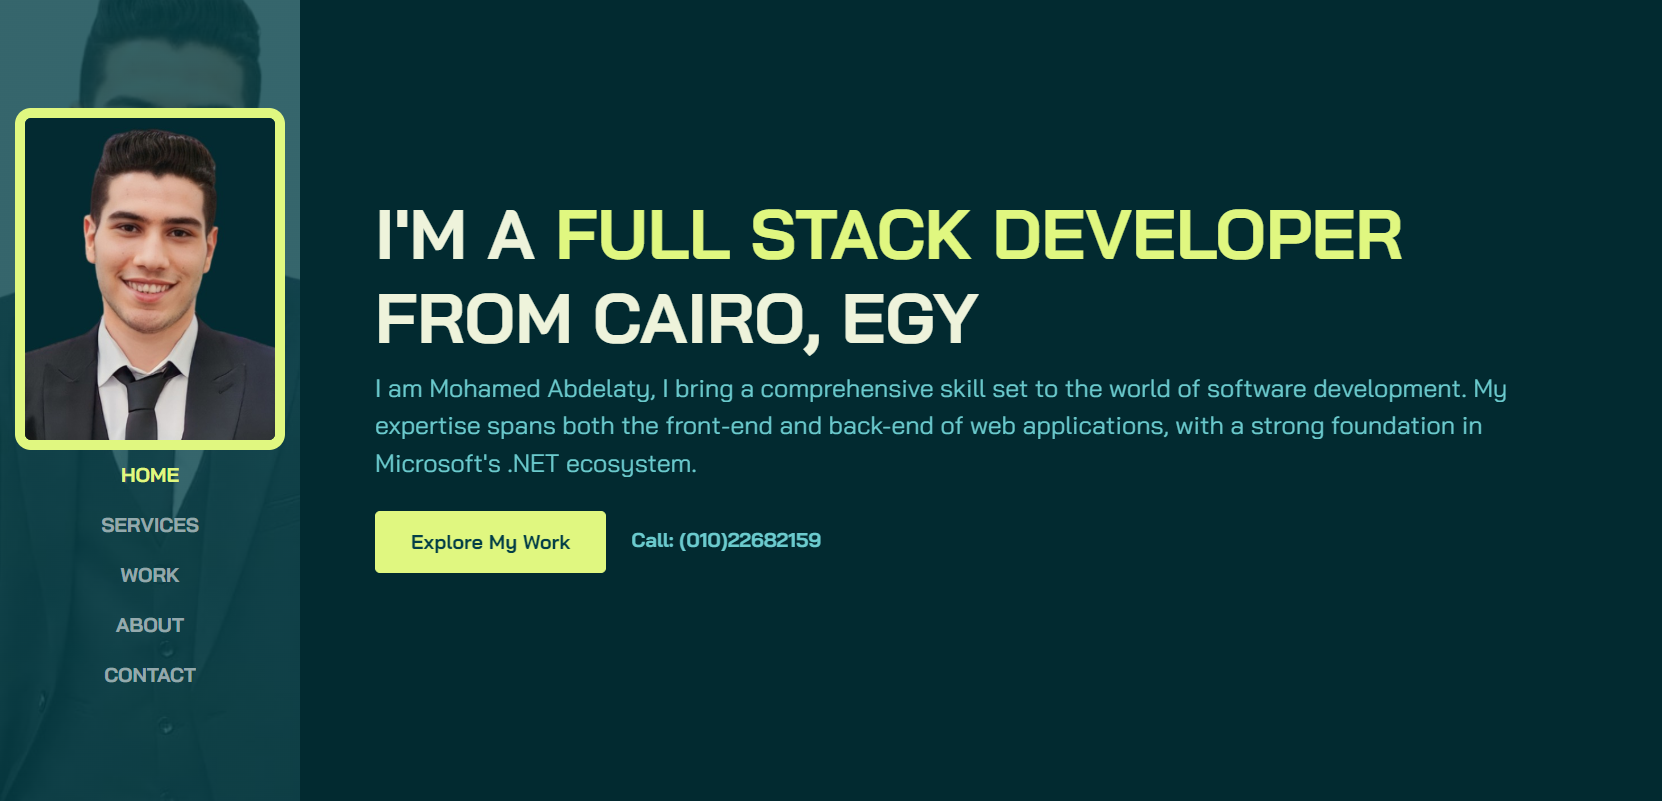 HOME
SERVICES
WORK
ABOUT
CONTACT
I'M A FULL STACK DEVELOPER
FROM CAIRO, EGY
I am Mohamed Abdelaty, I bring a comprehensive skill set to the world of software development. My
expertise spans both the front-end and back-end of web applications, with a strong foundation in
Microsoft's .NET ecosystem.
Explore My Work
Call: (010)22682159